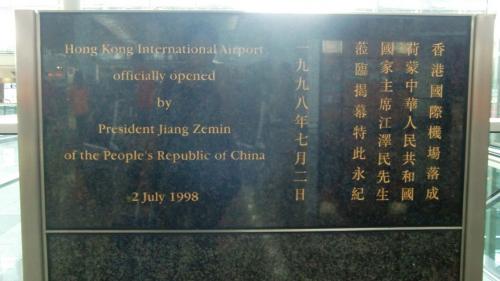 Hong Kong International Airport
officially opened
by
President Jiang Zemin
of the People's Republic of China
2 July 1998
香港國際機場落成
荷蒙中華人民共和國
國家主席江澤民先生
蒞臨揭幕特此永紀
一九九八年七月二日